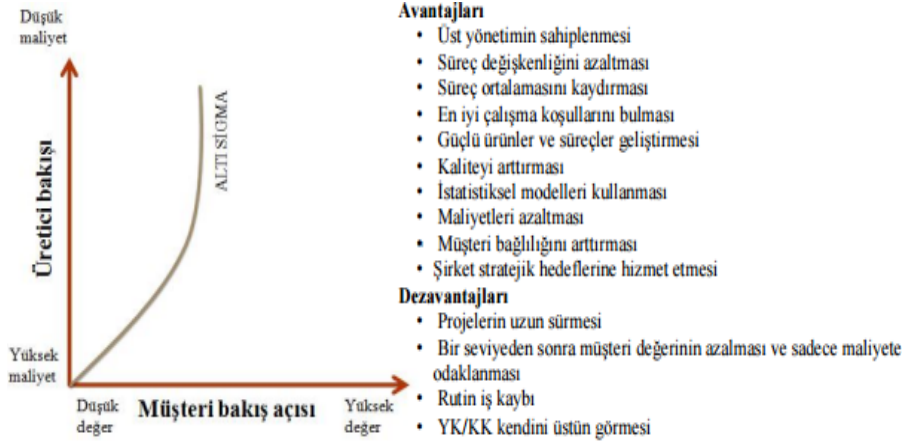 Düşük
maliyet
Üretici bakışı
ALTI SİGMA
Yüksek
maliyet
Düşük
değer
Müşteri bakış açısı
Yüksek
değer
Avantajları
• Üst yönetimin sahiplenmesi
• Süreç değişkenliğini azaltması
• Süreç ortalamasını kaydırması
• En iyi çalışma koşullarını bulması
• Güçlü ürünler ve süreçler geliştirmesi
• Kaliteyi arttırması
• İstatistiksel modelleri kullanması
• Maliyetleri azaltması
• Müşteri bağlılığını arttırması
• Şirket stratejik hedeflerine hizmet etmesi
Dezavantajları
• Projelerin uzun sürmesi
• Bir seviyeden sonra müşteri değerinin azalması ve sadece maliyete
odaklanması
• Rutin iş kaybı
• YK/KK kendini üstün görmesi